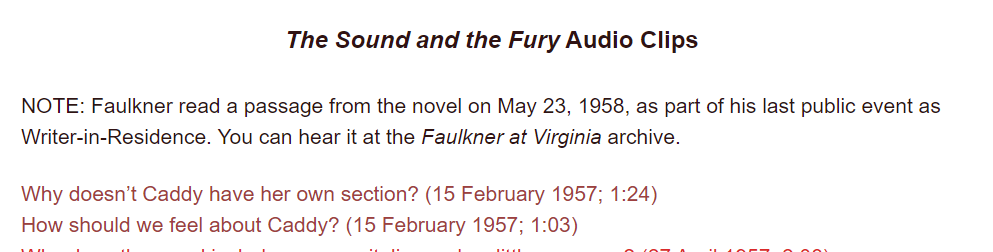 The Sound and the Fury Audio Clips
NOTE: Faulkner read a passage from the novel on May 23, 1958, as part of his last public event as
Writer-in-Residence. You can hear it at the Faulkner at Virginia archive.
Why doesn’t Caddy have her own section? (15 February 1957; 1:24)
How should we feel about Caddy? (15 February 1957; 1:03)